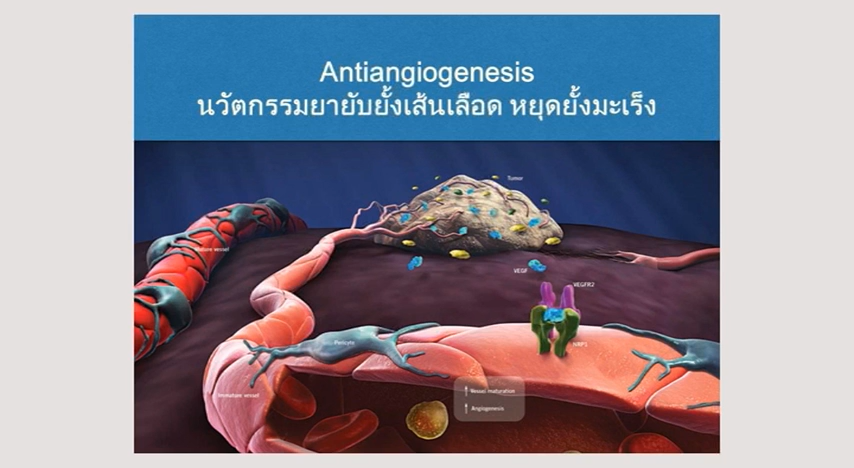 Antiangiogenesis
นวัตกรรมยายับยั้งเส้นเลือด หยุดยั้งมะเร็ง
Tumor
Mature vessel
VEGF
VEGFR2
Pericyte
NRP1
Immature vessel
↑ Vessel maturation
↑ Angiogenesis